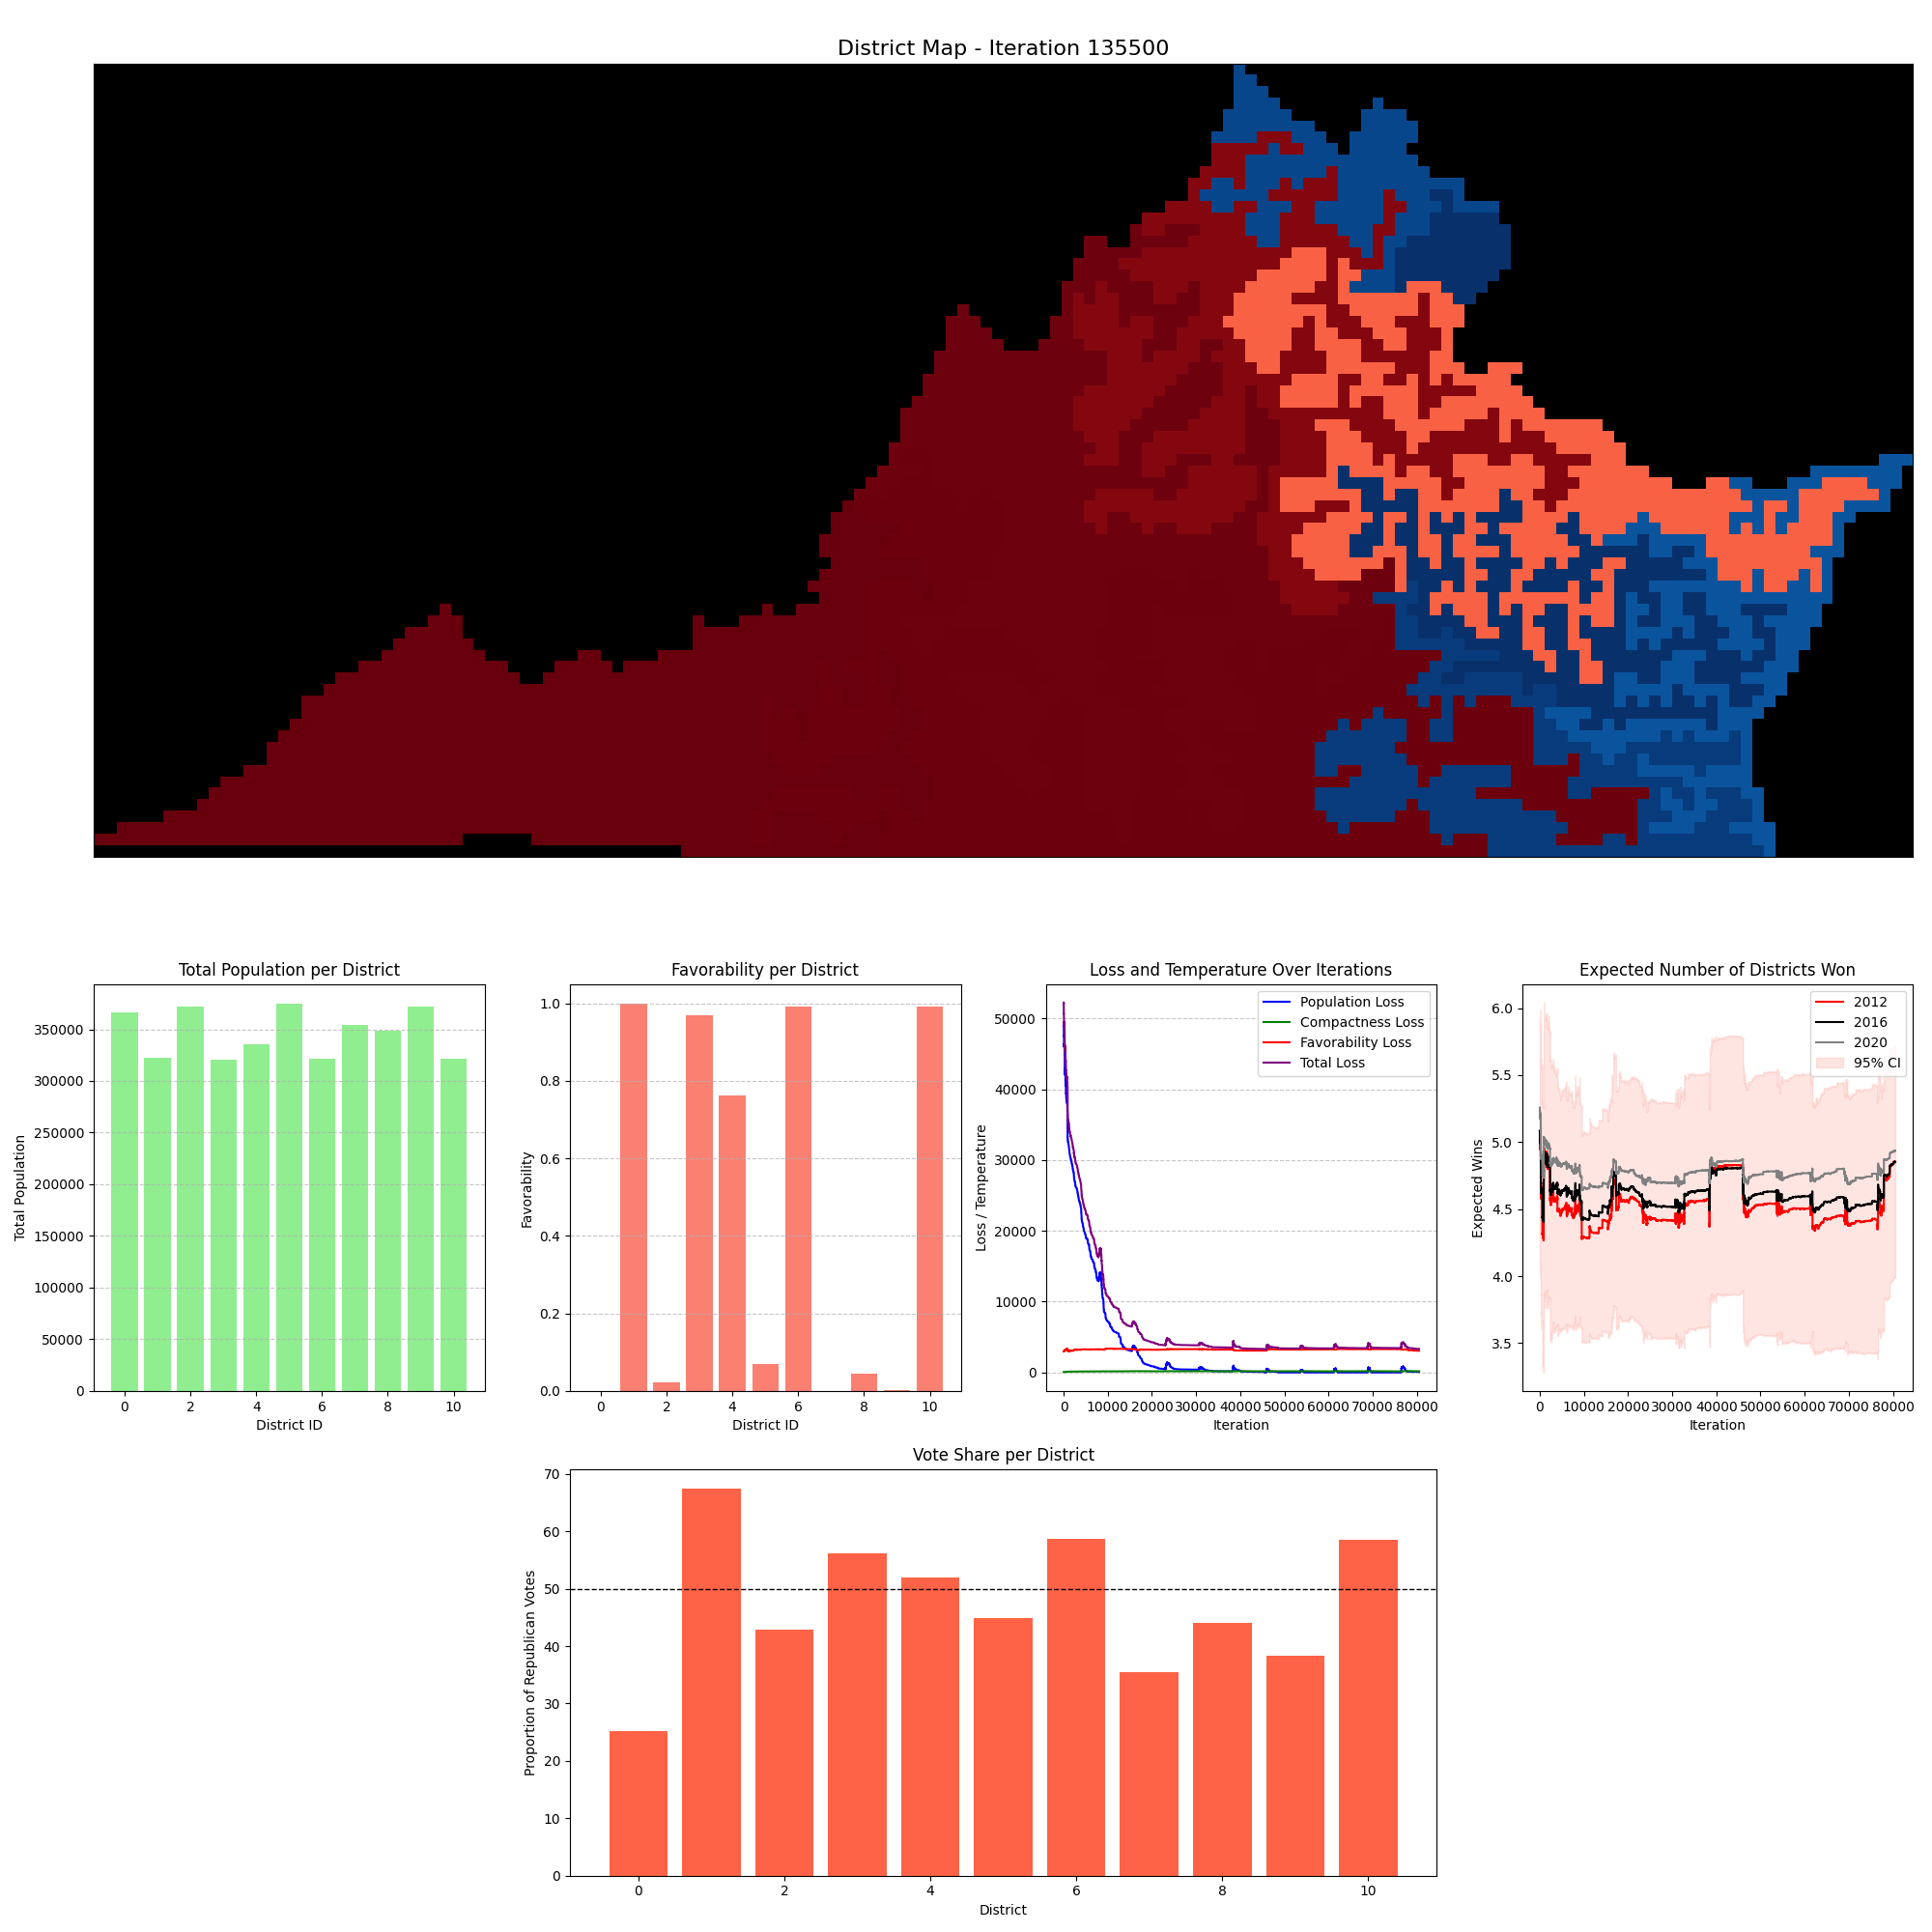 District Map - Iteration 135500
Total Population per District
Total Population
350000
300000
250000
200000
150000
100000
50000
0
0 2 4 6 8 10
District ID
Favorability per District
Favorability
1.0
0.8
0.6
0.4
0.2
0.0
0 2 4 6 8 10
District ID
Loss and Temperature Over Iterations
Loss / Temperature
50000
40000
30000
20000
10000
0
Population Loss
Compactness Loss
Favorability Loss
Total Loss
0 10000 20000 30000 40000 50000 60000 70000 80000
Iteration
Expected Number of Districts Won
Expected Wins
6.0
5.5
5.0
4.5
4.0
3.5
2012
2016
2020
95% CI
0 10000 20000 30000 40000 50000 60000 70000 80000
Iteration
Vote Share per District
Proportion of Republican Votes
70
60
50
40
30
20
10
0
0 2 4 6 8 10
District